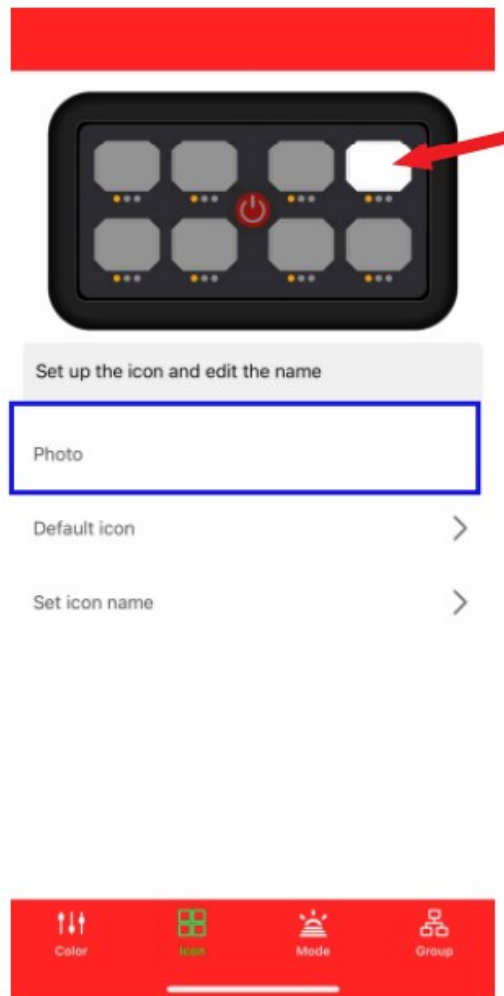 Set up the icon and edit the name
Photo
Default icon
Set icon name
Color
Icon
Mode
Group